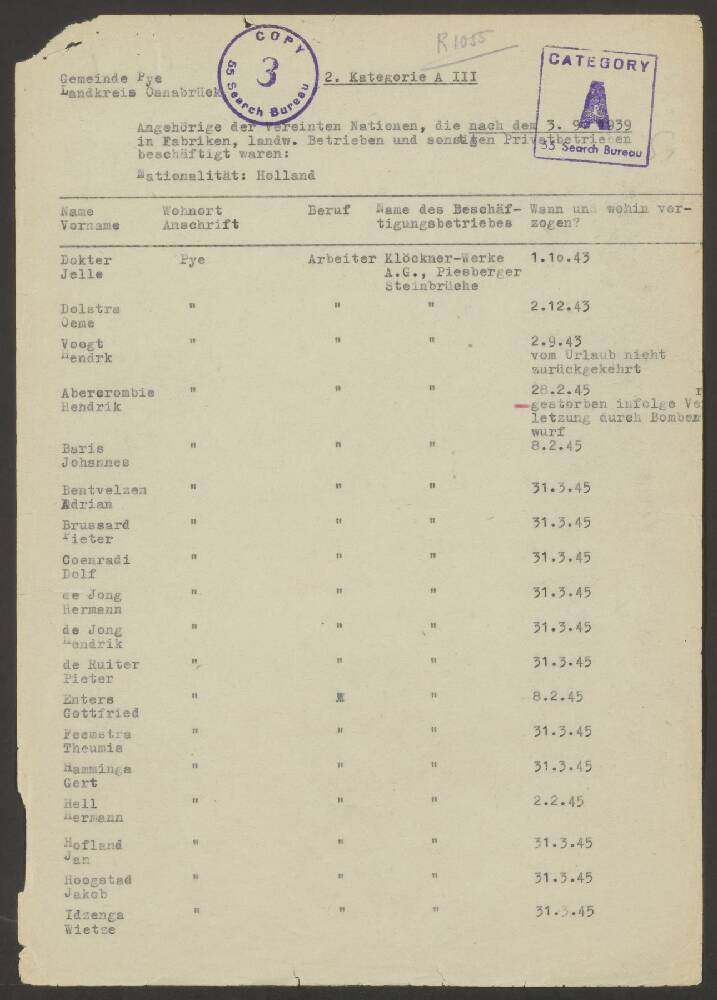 R 1055
COPY
3
55 Search Bureau
CATEGORY
A
55 Search Bureau
Gemeinde Pye
Landkreis Osnabrück
2. Kategorie A III
Angehörige der Vereinten Nationen, die nach dem 3. 9. 1939
in Fabriken, landw. Betrieben und sonstigen Privatbetrieben
beschäftigt waren:
Nationalität: Holland
Name Wohnort Beruf Name des Beschäf- Wann und wohin ver-
Vorname Anschrift tigungsbetriebes zogen?
Dokter Pye Arbeiter Klöckner-Werke 1.10.43
Jelle A.G., Piesberger
Steinbrüche
Dolstra " " " 2.12.43
Oeme
Voogt " " " 2.9.43
Hendrk vom Urlaub nicht
zurückgekehrt
Abercrombie " " " 28.2.45
Hendrik gestorben infolge Ve
letzung durch Bomben
wurf
Baris " " " 8.2.45
Johannes
Bentvelzen " " " 31.3.45
Adrian
Brussard " " " 31.3.45
Pieter
Coenradi " " " 31.3.45
Dolf
de Jong " " " 31.3.45
Hermann
de Jong " " " 31.3.45
Hendrik
de Ruiter " " " 31.3.45
Pieter
Enters " " " 8.2.45
Gottfried
Feemstra " " " 31.3.45
Theumis
Hamminga " " " 31.3.45
Gert
Hell " " " 2.2.45
Hermann
Hofland " " " 31.3.45
Jan
Hoogstad " " " 31.3.45
Jakob
Idzenga " " " 31.3.45
Wietse